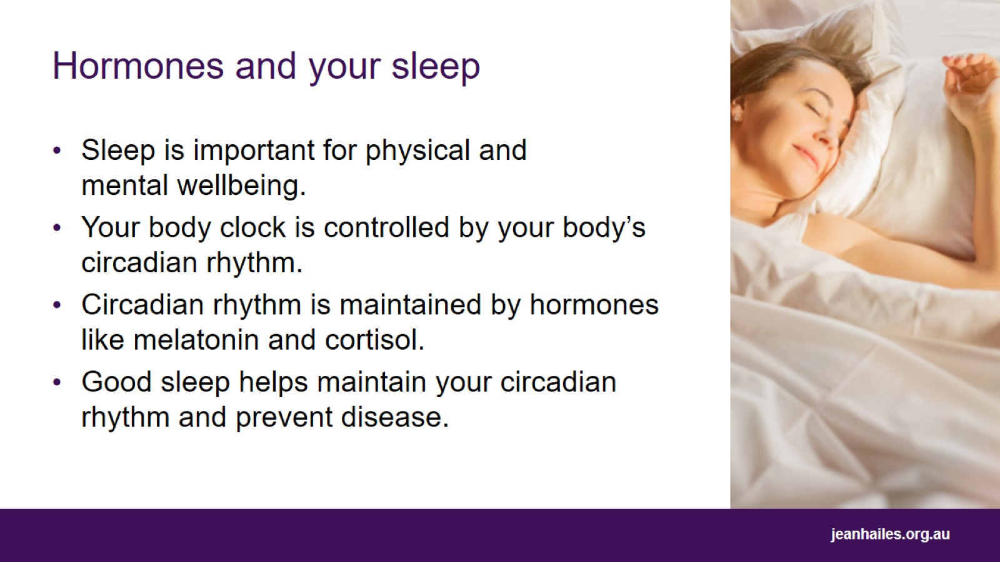 Hormones and your sleep
• Sleep is important for physical and
mental wellbeing.
• Your body clock is controlled by your body’s
circadian rhythm.
• Circadian rhythm is maintained by hormones
like melatonin and cortisol.
• Good sleep helps maintain your circadian
rhythm and prevent disease.
jeanhailes.org.au